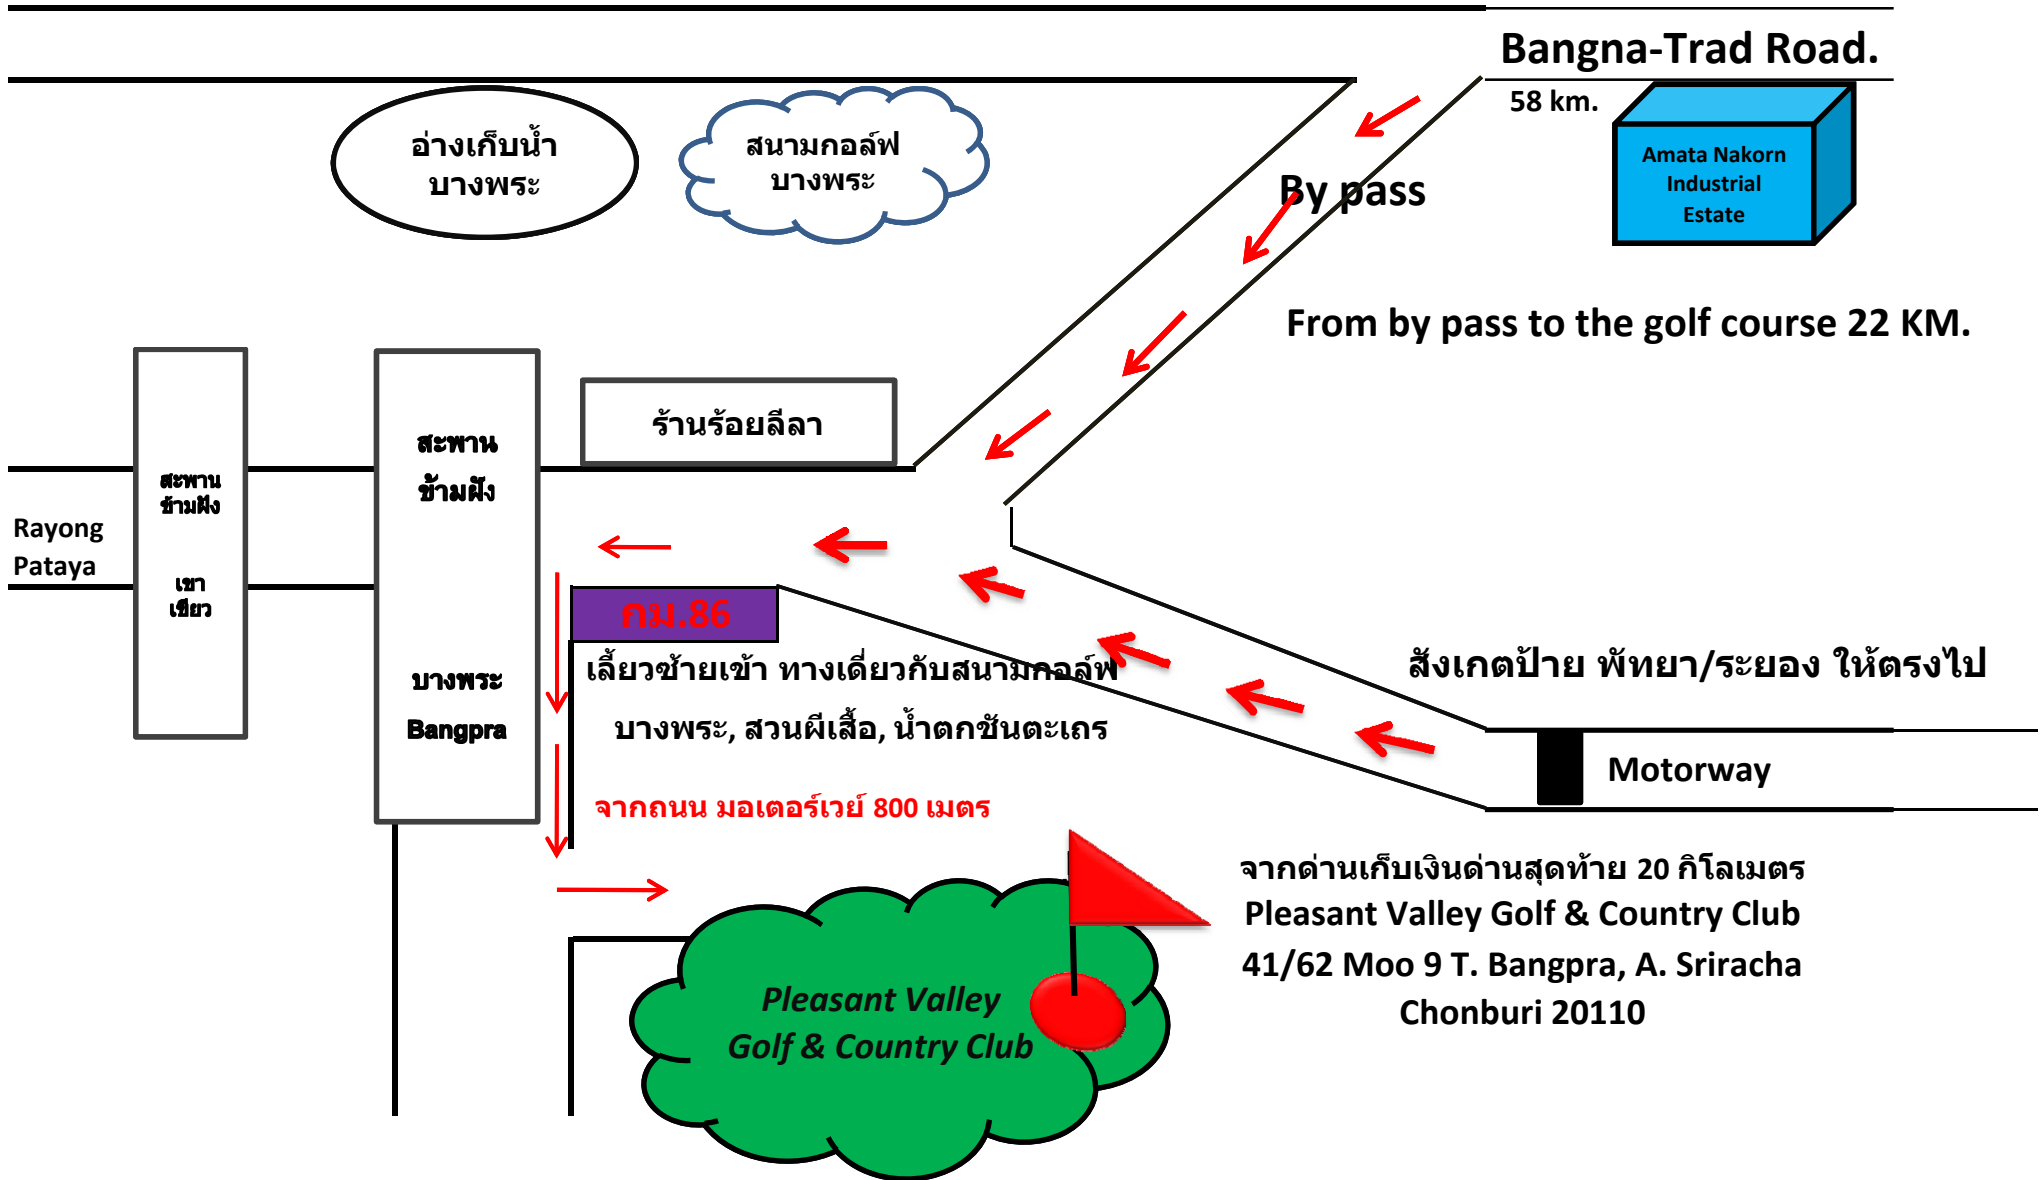 Bangna-Trad Road.
58 km.
Amata Nakorn
Industrial
Estate
อ่างเก็บน้ำ
บางพระ
สนามกอล์ฟ
บางพระ
By pass
From by pass to the golf course 22 KM.
ร้านร้อยลีลา
สะพาน
ข้ามฝั่ง
บางพระ
Bangpra
สะพาน
ข้ามฝั่ง
เขา
เขียว
Rayong
Pataya
กม.86
เลี้ยวซ้ายเข้า ทางเดี่ยวกับสนามกอล์ฟ
บางพระ, สวนผีเสื้อ, น้ำตกชันตะเถร
จากถนน มอเตอร์เวย์ 800 เมตร
สังเกตป้าย พัทยา/ระยอง ให้ตรงไป
Motorway
จากด่านเก็บเงินด่านสุดท้าย 20 กิโลเมตร
Pleasant Valley Golf & Country Club
41/62 Moo 9 T. Bangpra, A. Sriracha
Chonburi 20110
Pleasant Valley
Golf & Country Club